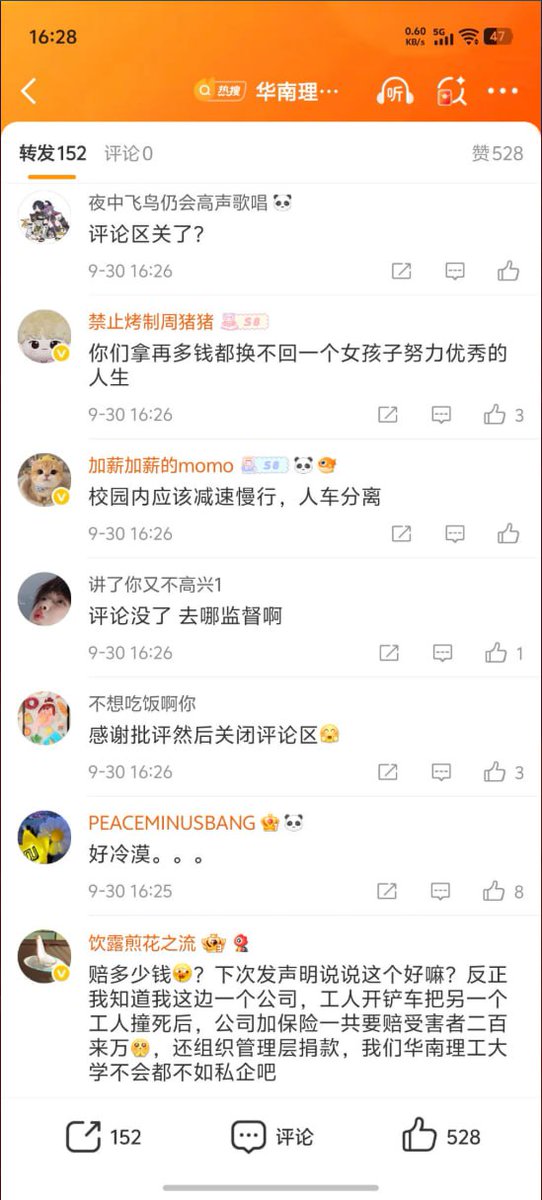 16:28
0.60 KB/s 5G 47
热搜 华南理… 听 …
转发152 评论0 赞528
夜中飞鸟仍会高声歌唱
评论区关了?
9-30 16:26
禁止烤制周猪猪 S8
你们拿再多钱都换不回一个女孩子努力优秀的
人生
9-30 16:26 3
加薪加薪的momo S8
校园内应该减速慢行，人车分离
9-30 16:26
讲了你又不高兴1
评论没了 去哪监督啊
9-30 16:26 1
不想吃饭啊你
感谢批评然后关闭评论区🤗
9-30 16:26 3
PEACEMINUSBANG
好冷漠。。。
9-30 16:25 8
饮露煎花之流
赔多少钱？下次发声明说说这个好嘛？反正
我知道我这边一个公司，工人开铲车把另一个
工人撞死后，公司加保险一共要赔受害者二百
来万，还组织管理层捐款，我们华南理工大
学不会都不如私企吧
152 评论 528